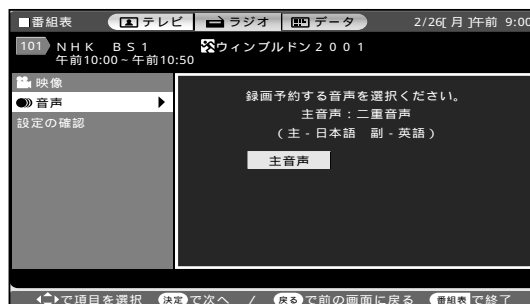 ■番組表 テレビ ラジオ データ 2/26[月]午前 9:00
101 NHK BS1 ウィンブルドン2001
午前10:00~午前10:50
映像
音声
設定の確認
録画予約する音声を選択ください。
主音声:二重音声
(主-日本語 副-英語)
主音声
で項目を選択 決定で次へ / 戻るで前の画面に戻る 番組表で終了